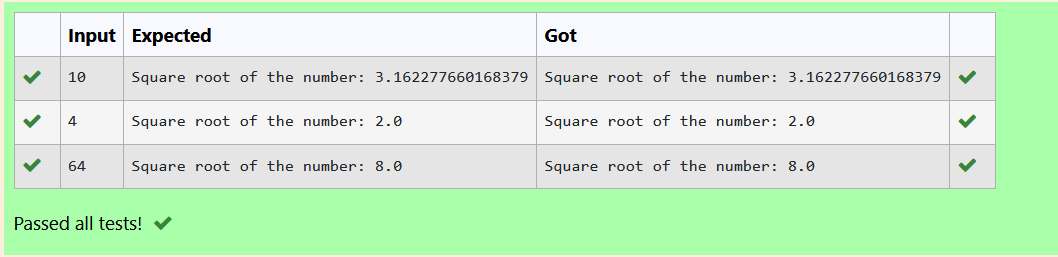 Input Expected Got
10 Square root of the number: 3.162277660168379 Square root of the number: 3.162277660168379
4 Square root of the number: 2.0 Square root of the number: 2.0
64 Square root of the number: 8.0 Square root of the number: 8.0
Passed all tests!